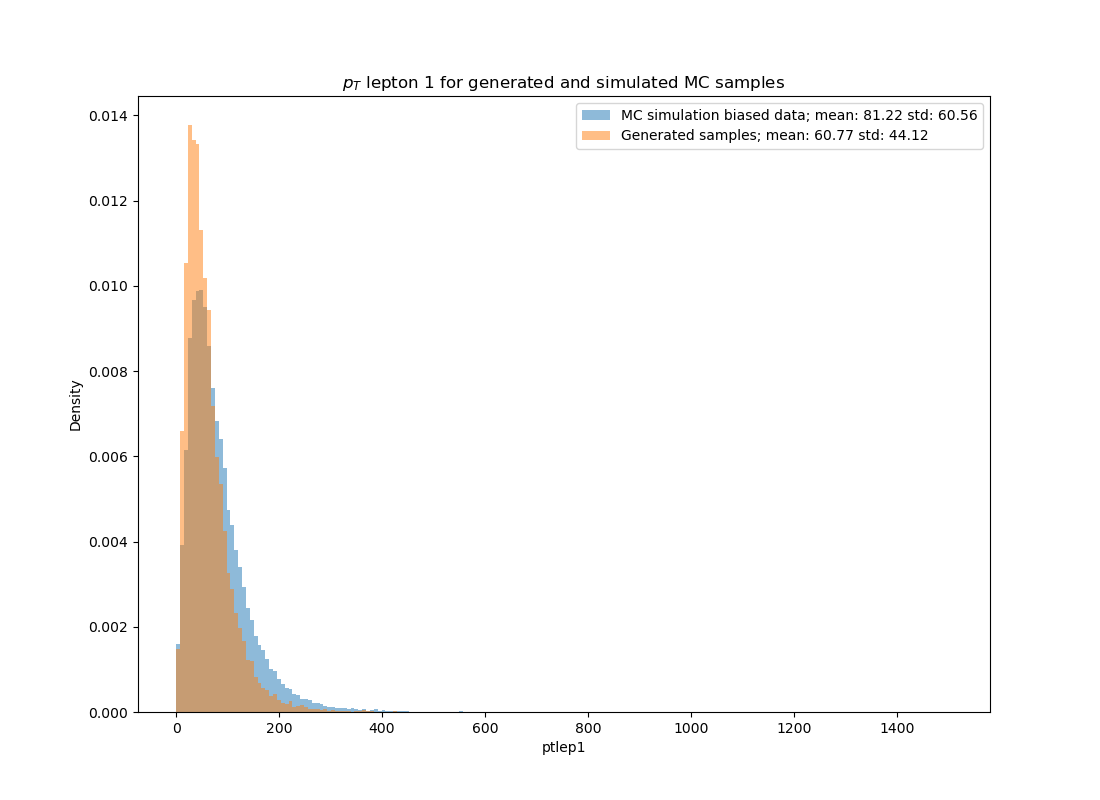 p_T lepton 1 for generated and simulated MC samples
MC simulation biased data; mean: 81.22 std: 60.56
Generated samples; mean: 60.77 std: 44.12
0.014
0.012
0.010
0.008
0.006
0.004
0.002
0.000
Density
0 200 400 600 800 1000 1200 1400
ptlep1